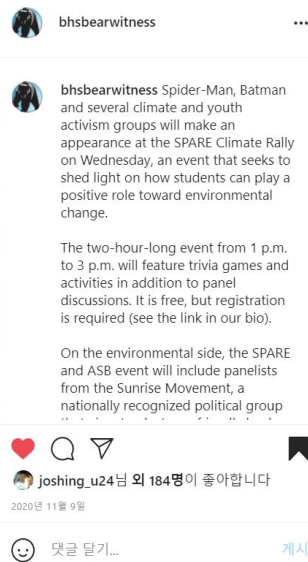 bhsbearwitness
bhsbearwitness Spider-Man, Batman
and several climate and youth
activism groups will make an
appearance at the SPARE Climate Rally
on Wednesday, an event that seeks to
shed light on how students can play a
positive role toward environmental
change.
The two-hour-long event from 1 p.m.
to 3 p.m. will feature trivia games and
activities in addition to panel
discussions. It is free, but registration
is required (see the link in our bio).
On the environmental side, the SPARE
and ASB event will include panelists
from the Sunrise Movement, a
nationally recognized political group
joshing_u24님 외 184명이 좋아합니다
2020년 11월 9일
댓글 달기...
게시